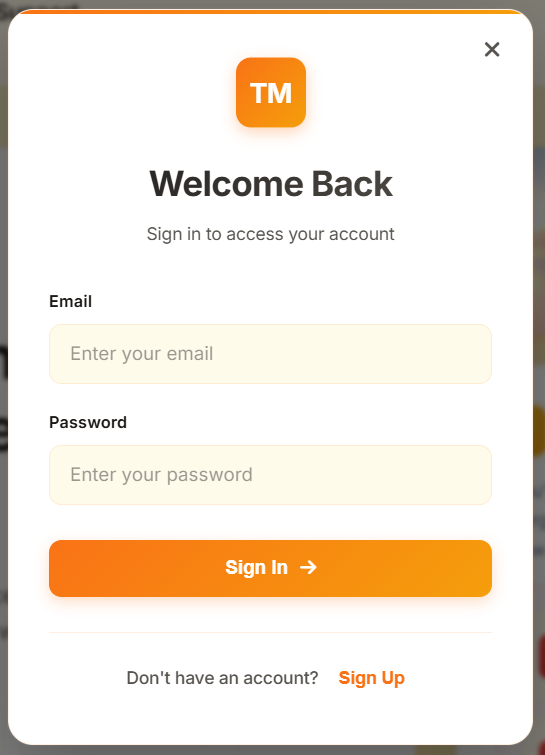 Support
TM
Welcome Back
Sign in to access your account
Email
Enter your email
Password
Enter your password
Sign In →
Don't have an account? Sign Up